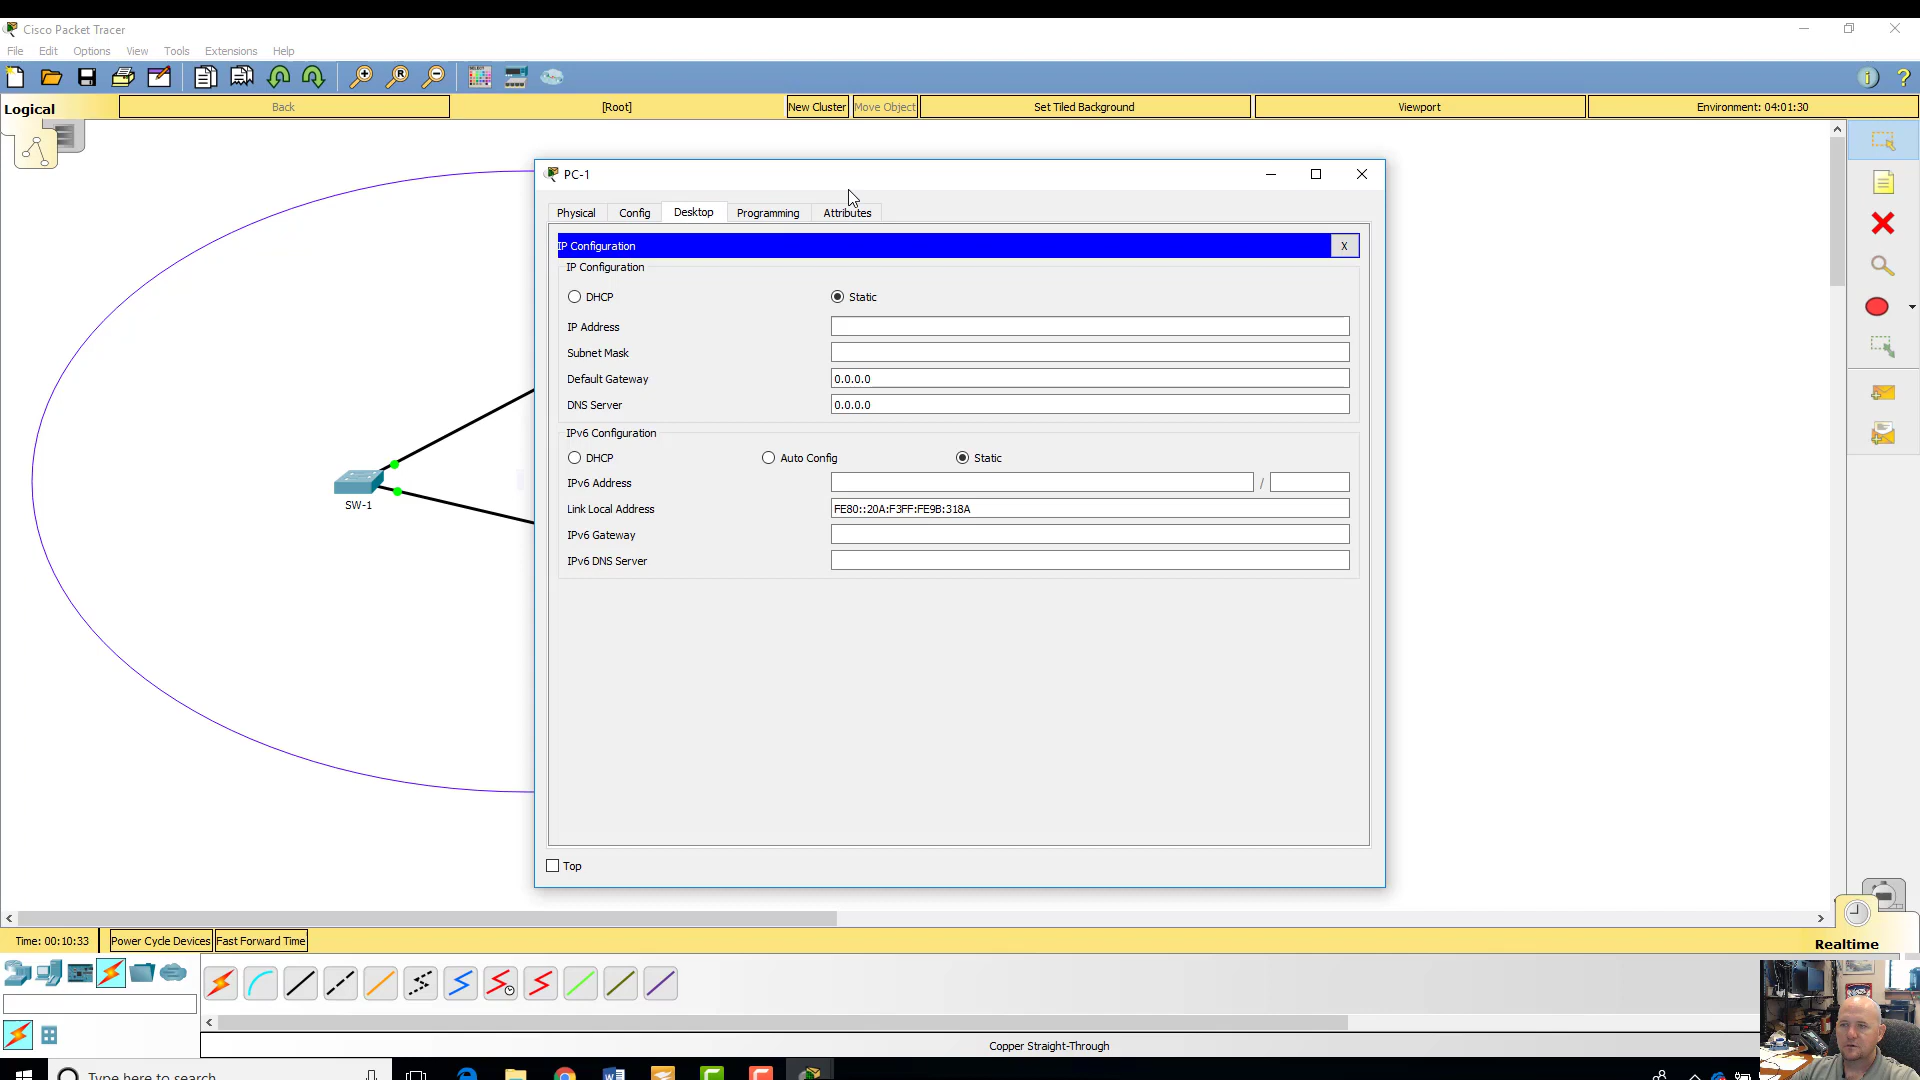 Cisco Packet Tracer
File Edit Options View Tools Extensions Help
Logical Back [Root] New Cluster Move Object Set Tiled Background Viewport Environment: 04:01:30
PC-1
Physical Config Desktop Programming Attributes
IP Configuration X
IP Configuration
DHCP Static
IP Address
Subnet Mask
Default Gateway 0.0.0.0
DNS Server 0.0.0.0
IPv6 Configuration
DHCP Auto Config Static
IPv6 Address /
Link Local Address FE80::20A:F3FF:FE9B:318A
IPv6 Gateway
IPv6 DNS Server
SW-1
Top
Time: 00:10:33 Power Cycle Devices Fast Forward Time
Realtime
Copper Straight-Through
Type here to search